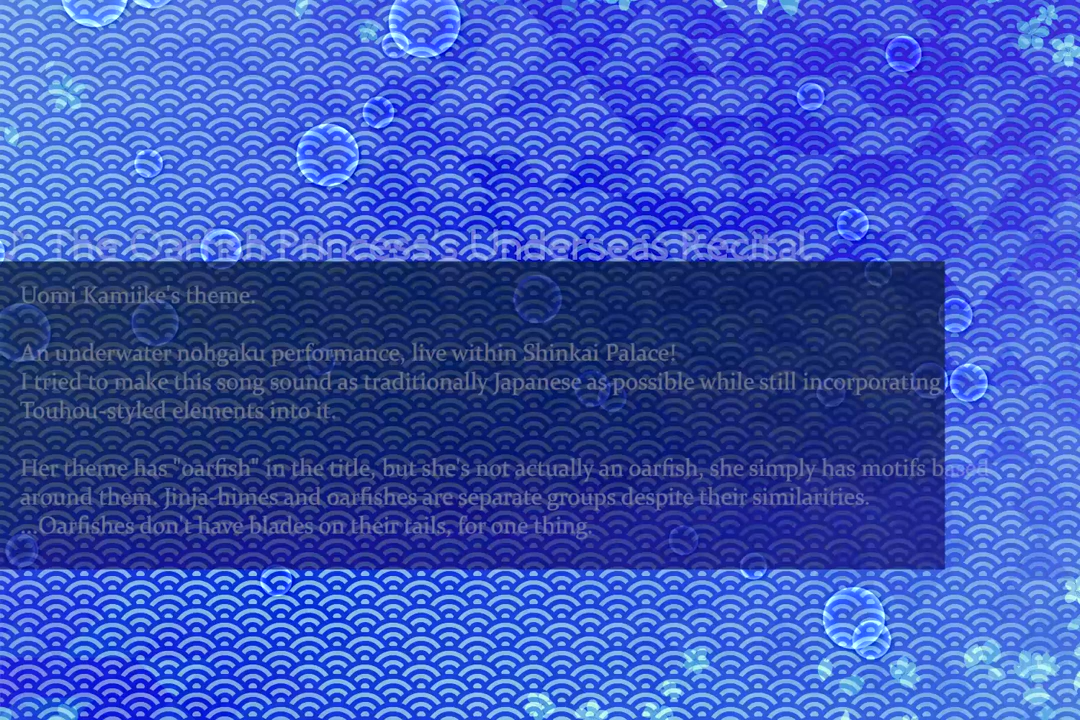 The Oarfish Princess's Underseas Recital
Uomi Kamiike's theme.
An underwater nohgaku performance, live within Shinkai Palace!
I tried to make this song sound as traditionally Japanese as possible while still incorporating
Touhou-styled elements into it.
Her theme has "oarfish" in the title, but she's not actually an oarfish, she simply has motifs based
around them. Jinja-himes and oarfishes are separate groups despite their similarities.
...Oarfishes don't have blades on their tails, for one thing.